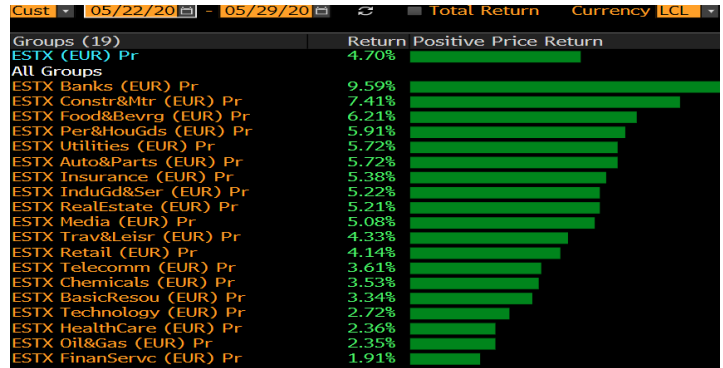 Cust 05/22/20 - 05/29/20 Total Return Currency LCL
Groups (19) Return Positive Price Return
ESTX (EUR) Pr 4.70%
All Groups
ESTX Banks (EUR) Pr 9.59%
ESTX Constr&Mtr (EUR) Pr 7.41%
ESTX Food&Bevrg (EUR) Pr 6.21%
ESTX Per&HouGds (EUR) Pr 5.91%
ESTX Utilities (EUR) Pr 5.72%
ESTX Auto&Parts (EUR) Pr 5.72%
ESTX Insurance (EUR) Pr 5.38%
ESTX InduGd&Ser (EUR) Pr 5.22%
ESTX RealEstate (EUR) Pr 5.21%
ESTX Media (EUR) Pr 5.08%
ESTX Trav&Leisr (EUR) Pr 4.33%
ESTX Retail (EUR) Pr 4.14%
ESTX Telecomm (EUR) Pr 3.61%
ESTX Chemicals (EUR) Pr 3.53%
ESTX BasicResou (EUR) Pr 3.34%
ESTX Technology (EUR) Pr 2.72%
ESTX HealthCare (EUR) Pr 2.36%
ESTX Oil&Gas (EUR) Pr 2.35%
ESTX FinanServc (EUR) Pr 1.91%